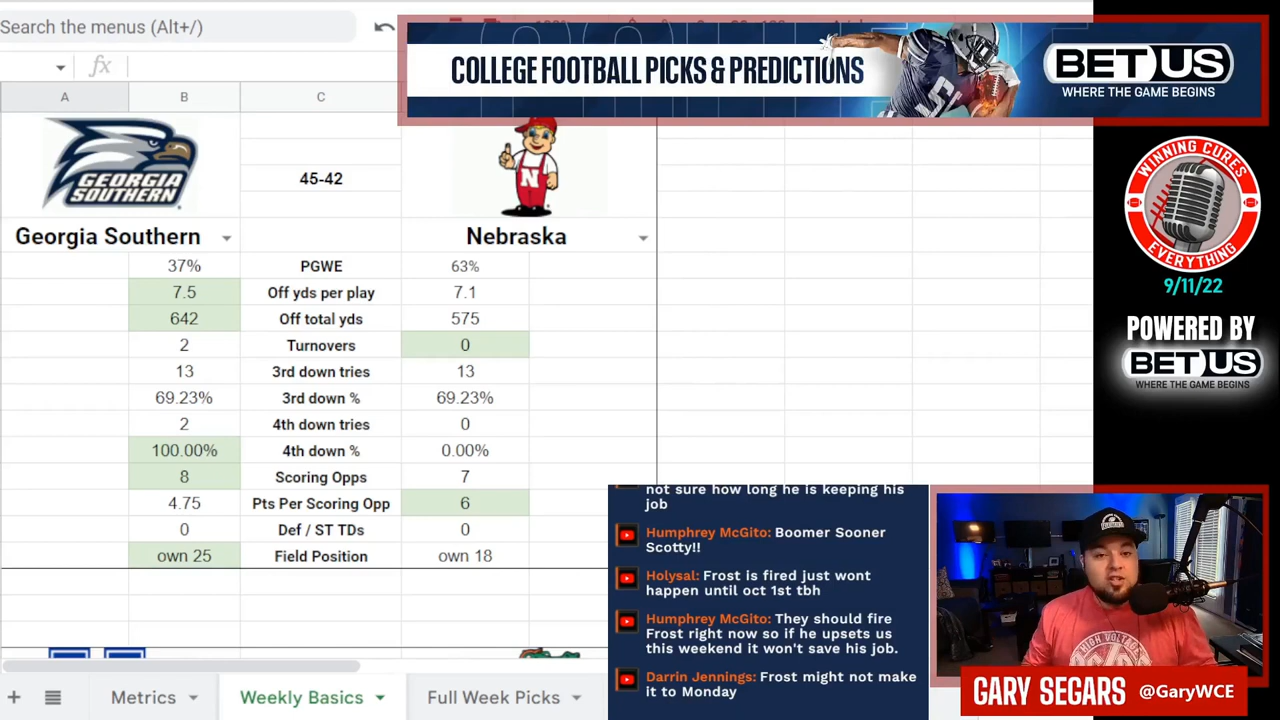 Search the menus (Alt+/)
fx
COLLEGE FOOTBALL PICKS & PREDICTIONS
BETUS
WHERE THE GAME BEGINS
A B C
GEORGIA
SOUTHERN
45-42
N
WINNING CURES
EVERYTHING
9/11/22
POWERED BY
BETUS
WHERE THE GAME BEGINS
Georgia Southern Nebraska
37% PGWE 63%
7.5 Off yds per play 7.1
642 Off total yds 575
2 Turnovers 0
13 3rd down tries 13
69.23% 3rd down % 69.23%
2 4th down tries 0
100.00% 4th down % 0.00%
8 Scoring Opps 7
4.75 Pts Per Scoring Opp 6
0 Def / ST TDs 0
own 25 Field Position own 18
not sure how long he is keeping his
job
Humphrey McGito: Boomer Sooner
Scotty!!
Holysal: Frost is fired just wont
happen until oct 1st tbh
Humphrey McGito: They should fire
Frost right now so if he upsets us
this weekend it won't save his job.
Darrin Jennings: Frost might not make
it to Monday
HIGH VOLTAGE
GARY SEGARS @GaryWCE
+ Metrics Weekly Basics Full Week Picks